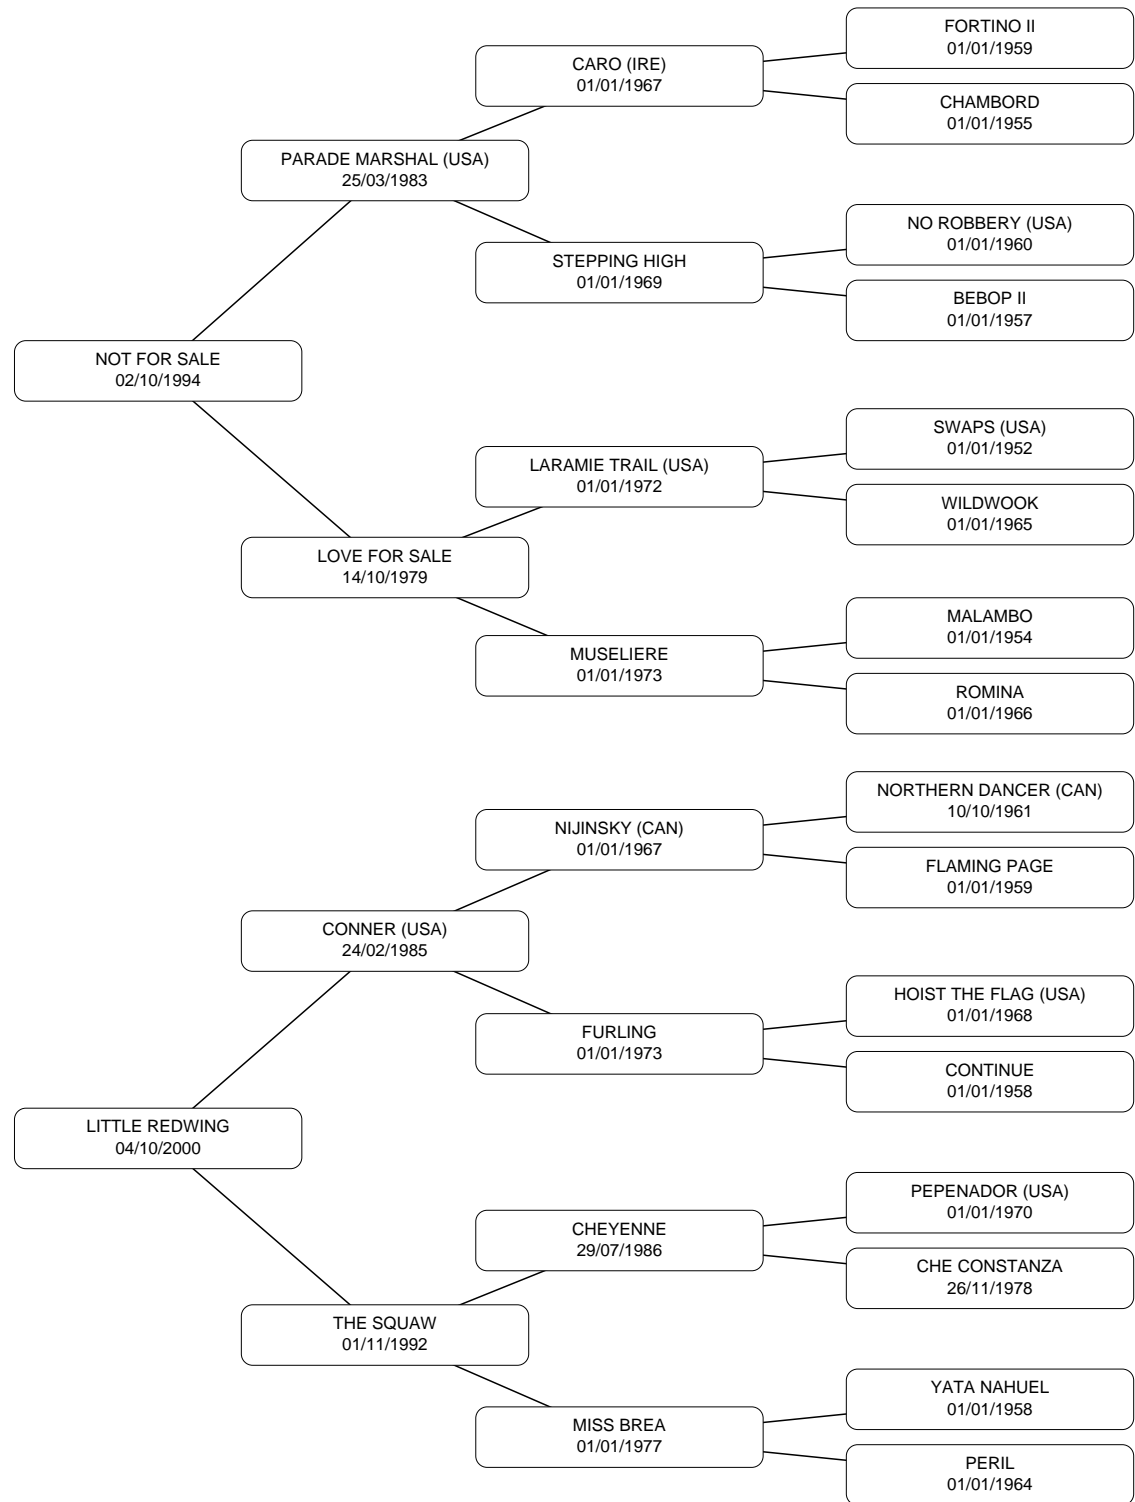 FORTINO II
01/01/1959
CARO (IRE)
01/01/1967
CHAMBORD
01/01/1955
PARADE MARSHAL (USA)
25/03/1983
NO ROBBERY (USA)
01/01/1960
STEPPING HIGH
01/01/1969
BEBOP II
01/01/1957
NOT FOR SALE
02/10/1994
SWAPS (USA)
01/01/1952
LARAMIE TRAIL (USA)
01/01/1972
WILDWOOK
01/01/1965
LOVE FOR SALE
14/10/1979
MALAMBO
01/01/1954
MUSELIERE
01/01/1973
ROMINA
01/01/1966
NORTHERN DANCER (CAN)
10/10/1961
NIJINSKY (CAN)
01/01/1967
FLAMING PAGE
01/01/1959
CONNER (USA)
24/02/1985
HOIST THE FLAG (USA)
01/01/1968
FURLING
01/01/1973
CONTINUE
01/01/1958
LITTLE REDWING
04/10/2000
PEPENADOR (USA)
01/01/1970
CHEYENNE
29/07/1986
CHE CONSTANZA
26/11/1978
THE SQUAW
01/11/1992
YATA NAHUEL
01/01/1958
MISS BREA
01/01/1977
PERIL
01/01/1964